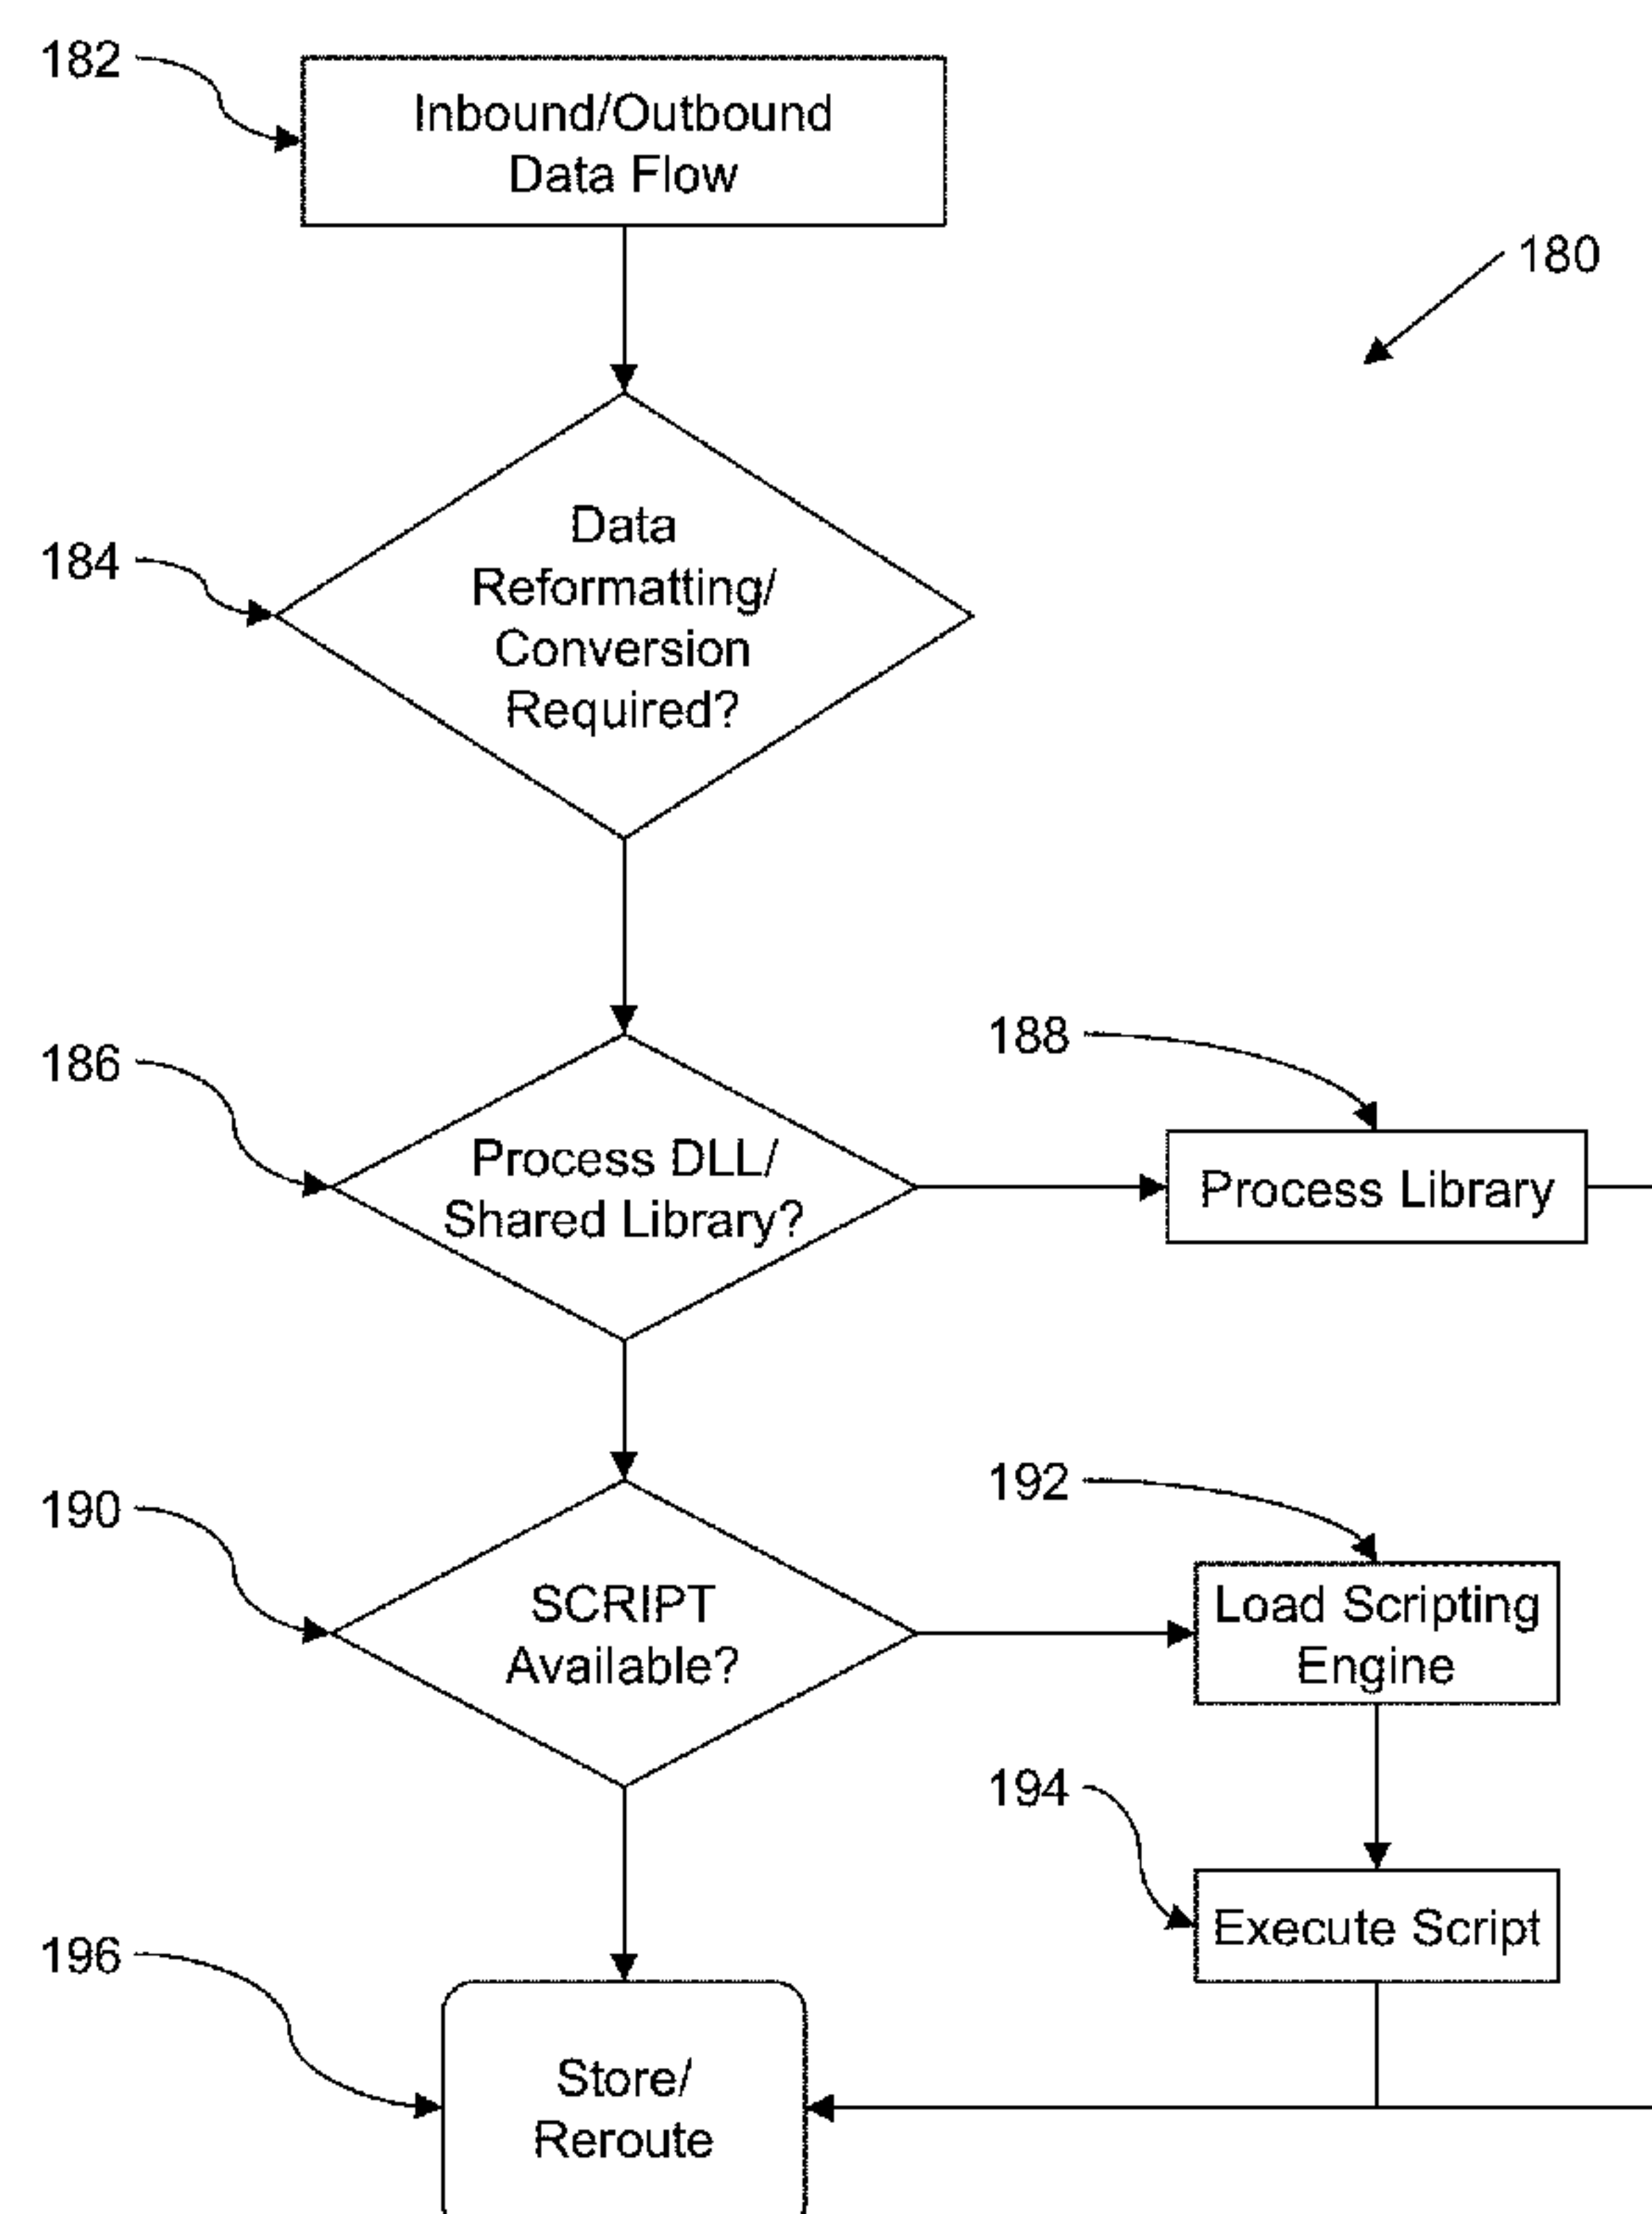 182
Inbound/Outbound
Data Flow
180
184
Data
Reformatting/
Conversion
Required?
186
Process DLL/
Shared Library?
188
Process Library
190
SCRIPT
Available?
192
Load Scripting
Engine
194
Execute Script
196
Store/
Reroute